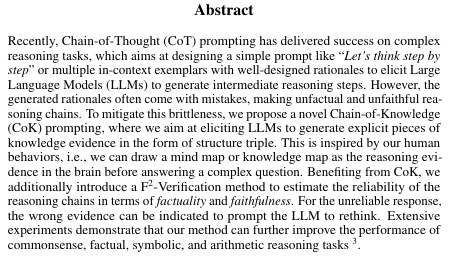 Abstract
Recently, Chain-of-Thought (CoT) prompting has delivered success on complex
reasoning tasks, which aims at designing a simple prompt like “Let’s think step by
step” or multiple in-context exemplars with well-designed rationales to elicit Large
Language Models (LLMs) to generate intermediate reasoning steps. However, the
generated rationales often come with mistakes, making unfactual and unfaithful rea-
soning chains. To mitigate this brittleness, we propose a novel Chain-of-Knowledge
(CoK) prompting, where we aim at eliciting LLMs to generate explicit pieces of
knowledge evidence in the form of structure triple. This is inspired by our human
behaviors, i.e., we can draw a mind map or knowledge map as the reasoning evi-
dence in the brain before answering a complex question. Benefiting from CoK, we
additionally introduce a F²-Verification method to estimate the reliability of the
reasoning chains in terms of factuality and faithfulness. For the unreliable response,
the wrong evidence can be indicated to prompt the LLM to rethink. Extensive
experiments demonstrate that our method can further improve the performance of
commonsense, factual, symbolic, and arithmetic reasoning tasks ³.